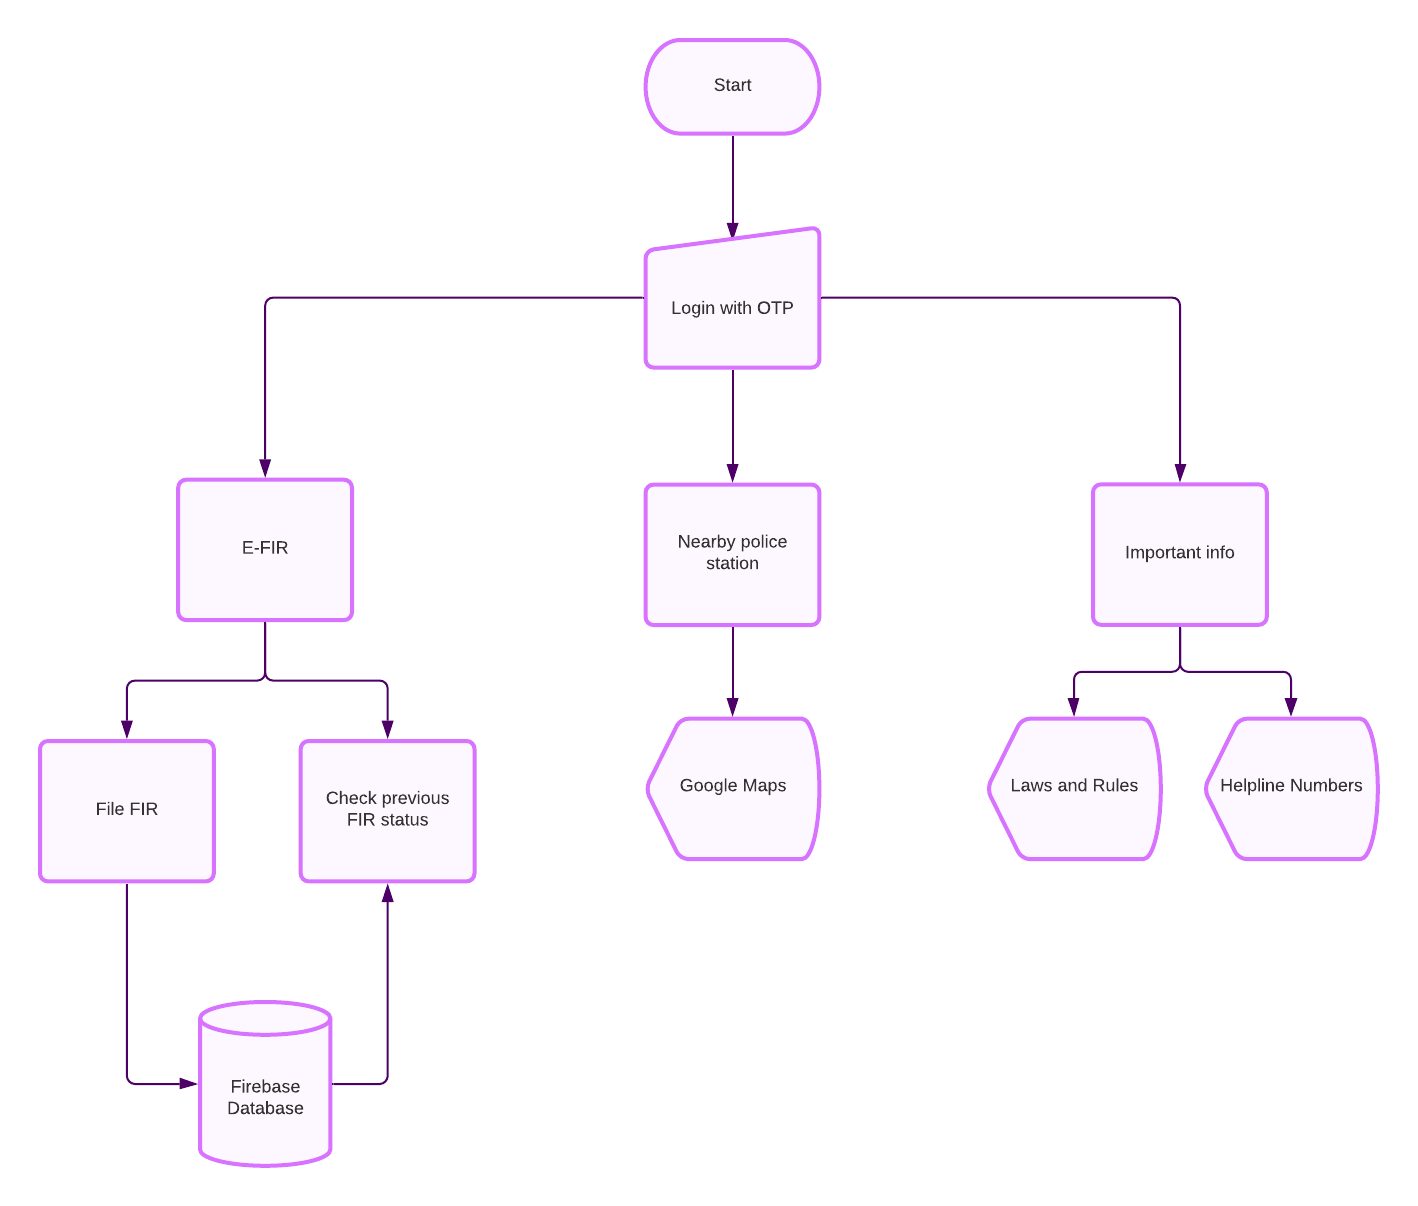 Start
Login with OTP
E-FIR
Nearby police
station
Important info
File FIR
Check previous
FIR status
Google Maps
Laws and Rules
Helpline Numbers
Firebase
Database